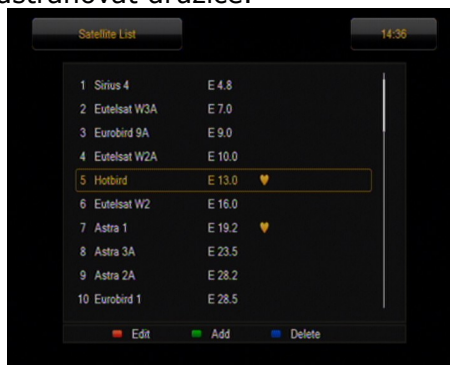 Satellite List 14:36
1 Sirius 4 E 4.8
2 Eutelsat W3A E 7.0
3 Eurobird 9A E 9.0
4 Eutelsat W2A E 10.0
5 Hotbird E 13.0
6 Eutelsat W2 E 16.0
7 Astra 1 E 19.2
8 Astra 3A E 23.5
9 Astra 2A E 28.2
10 Eurobird 1 E 28.5
Edit Add Delete